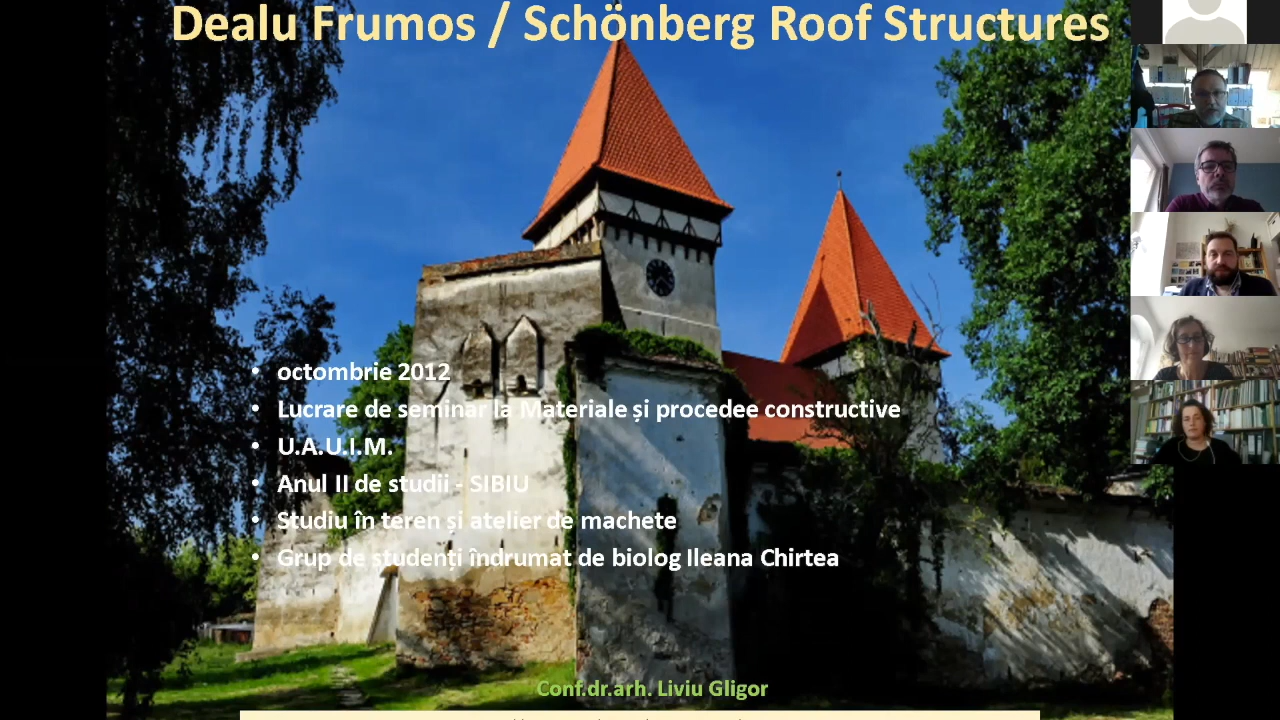 Dealu Frumos / Schönberg Roof Structures
• octombrie 2012
• Lucrare de seminar la Materiale și procedee constructive
• U.A.U.I.M.
• Anul II de studii - SIBIU
• Studiu în teren și atelier de machete
• Grup de studenți îndrumat de biolog Ileana Chirtea
Conf.dr.arh. Liviu Gligor